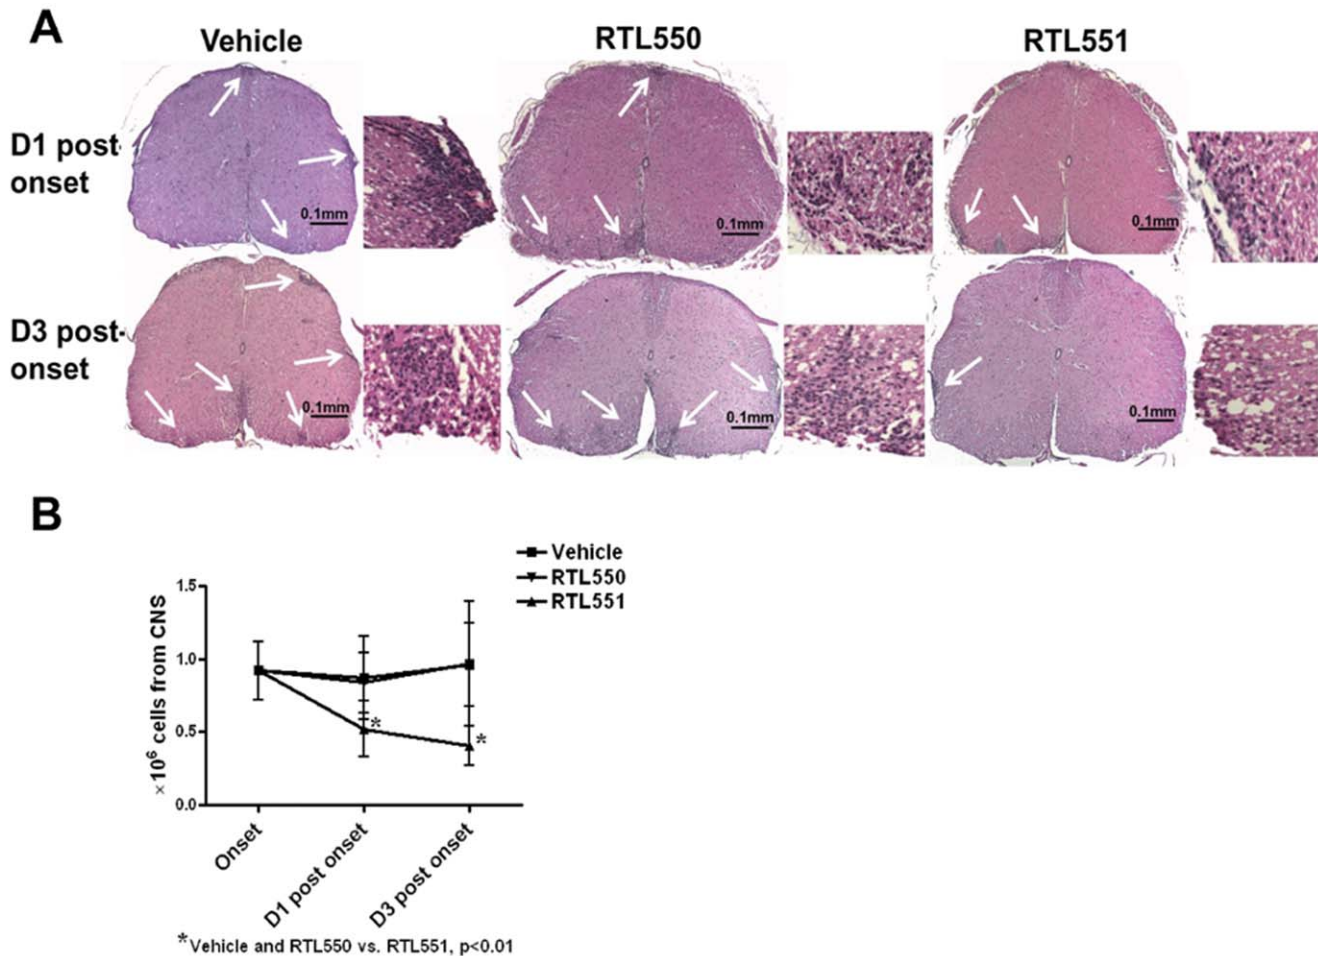 A
Vehicle
RTL550
RTL551
D1 post-
onset
0.1mm
0.1mm
0.1mm
D3 post-
onset
0.1mm
0.1mm
0.1mm
B
Vehicle
RTL550
RTL551
×10⁶ cells from CNS
1.5
1.0
0.5
0.0
*
*
Onset
D1 post onset
D3 post onset
*Vehicle and RTL550 vs. RTL551, p<0.01